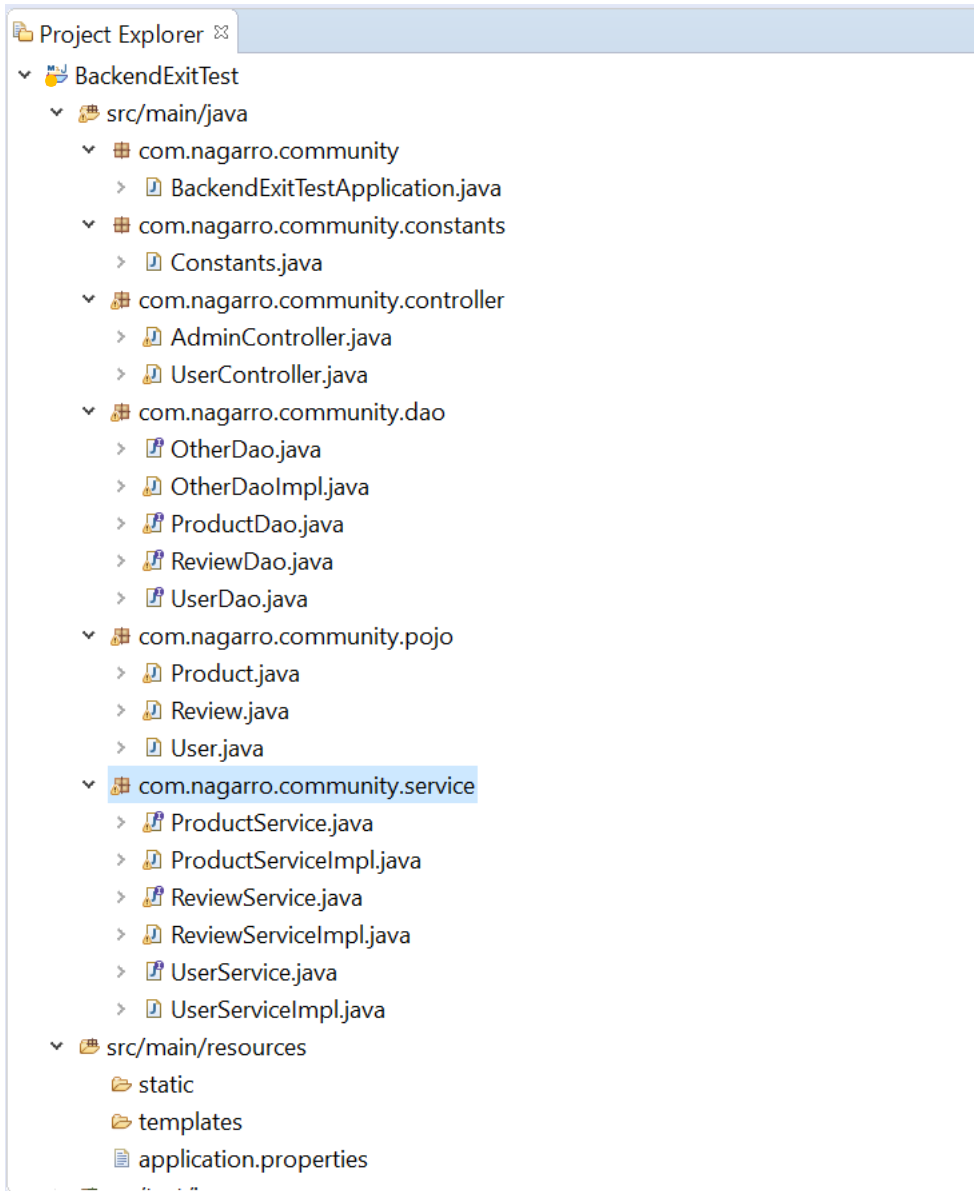 Project Explorer
BackendExitTest
src/main/java
com.nagarro.community
BackendExitTestApplication.java
com.nagarro.community.constants
Constants.java
com.nagarro.community.controller
AdminController.java
UserController.java
com.nagarro.community.dao
OtherDao.java
OtherDaoImpl.java
ProductDao.java
ReviewDao.java
UserDao.java
com.nagarro.community.pojo
Product.java
Review.java
User.java
com.nagarro.community.service
ProductService.java
ProductServiceImpl.java
ReviewService.java
ReviewServiceImpl.java
UserService.java
UserServiceImpl.java
src/main/resources
static
templates
application.properties